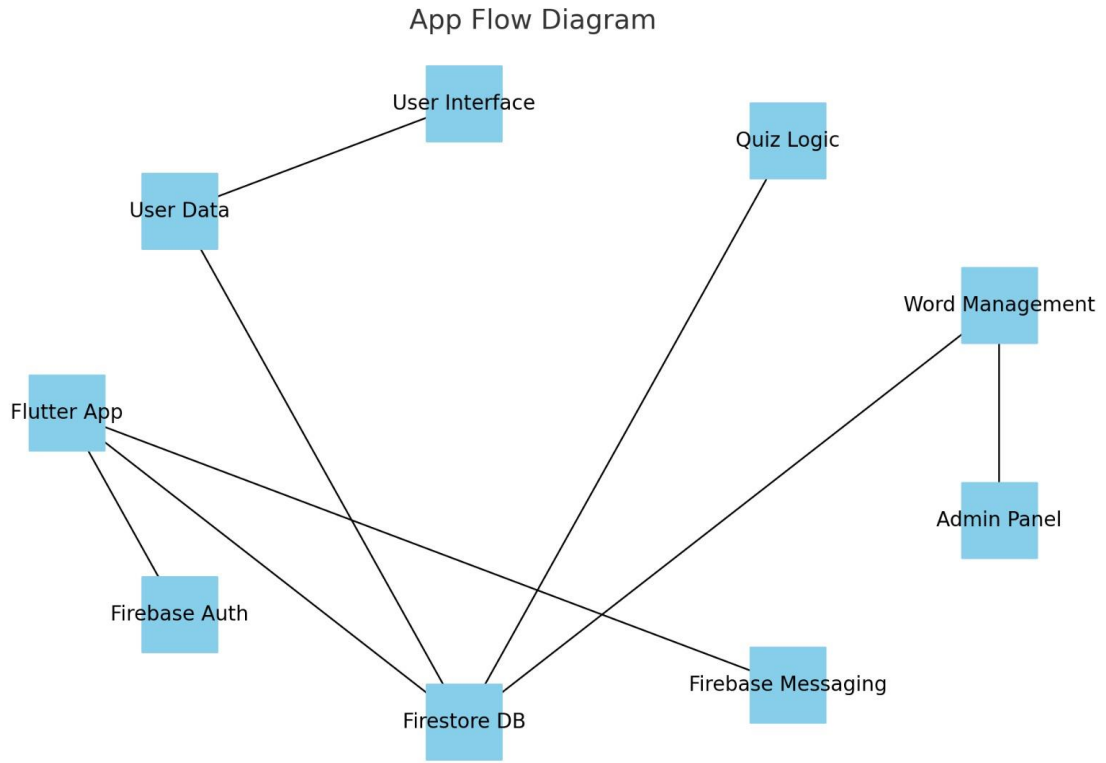 App Flow Diagram
User Interface
Quiz Logic
User Data
Word Management
Flutter App
Admin Panel
Firebase Auth
Firebase Messaging
Firestore DB